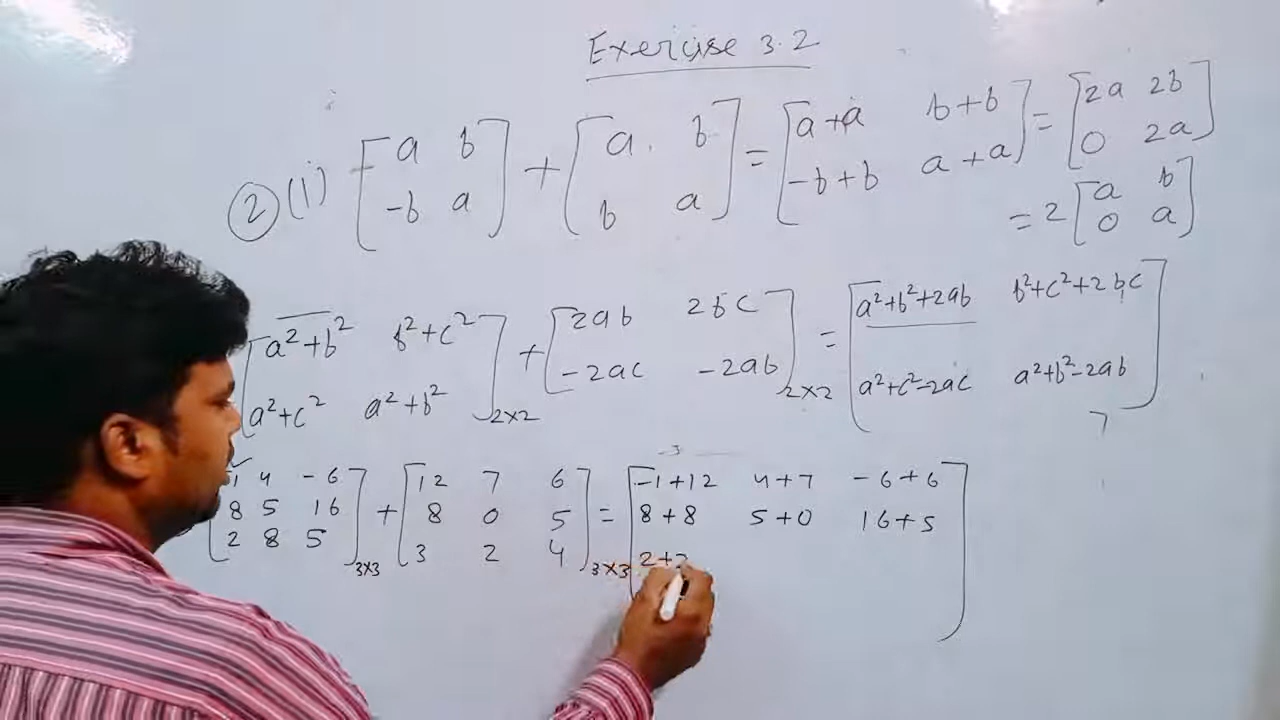 Exercise 3.2
② (i) [a b] + [a. b] = [a+a b+b] = [2a 2b]
[-b a] [b a] [-b+b a+a] [0 2a]
= 2 [a b]
[0 a]
[a²+b² b²+c²] + [2ab 2bc] = [a²+b²+2ab b²+c²+2bc]
[a²+c² a²+b²]2×2 [-2ac -2ab]2×2 [a²+c²-2ac a²+b²-2ab]
[4 -6] + [12 7 6] = [-1+12 4+7 -6+6]
[8 5 16] [8 0 5] [8+8 5+0 16+5]
[2 8 5]3×3 [3 2 4]3×3 [2+